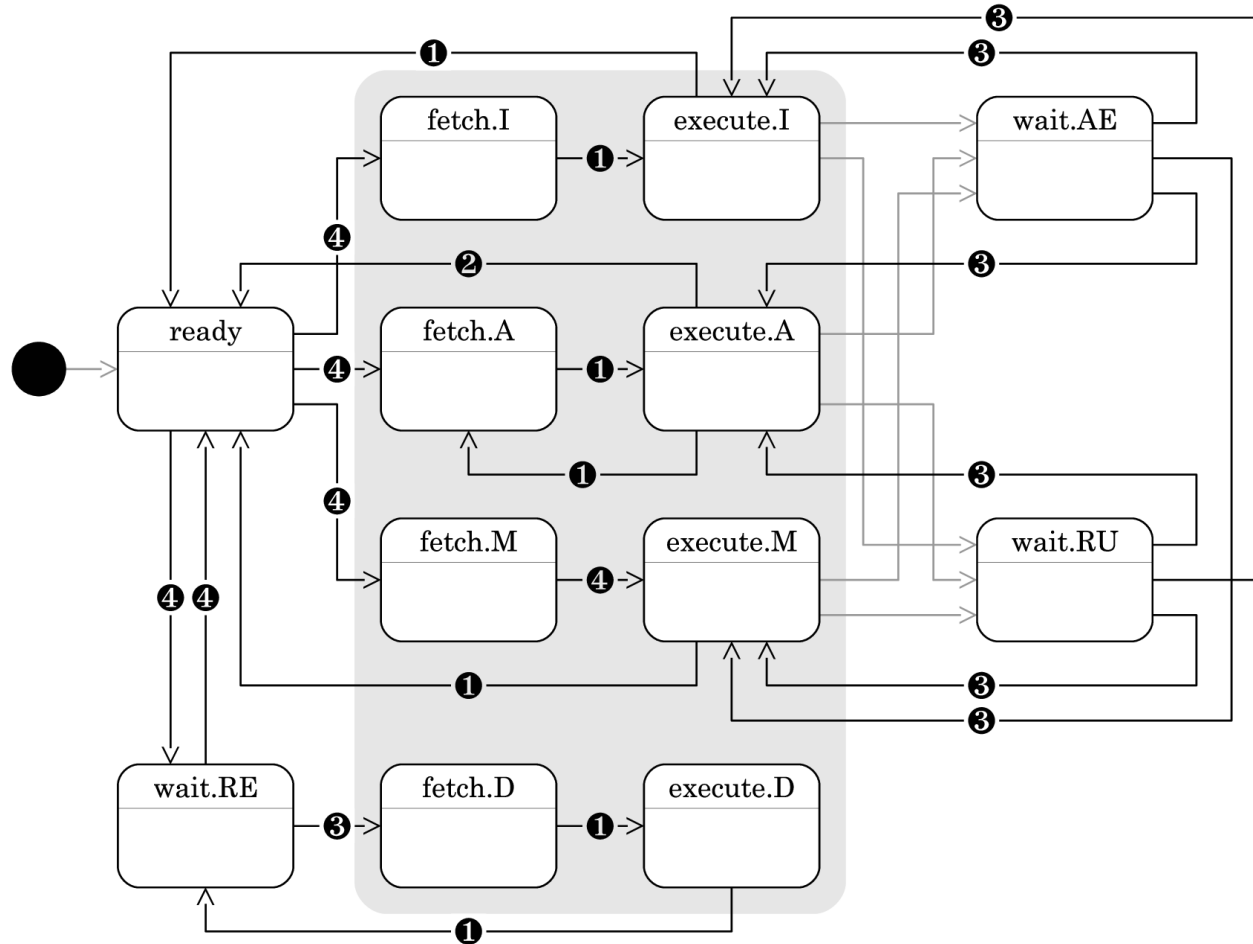 ❸
❶ ❸
fetch.I execute.I wait.AE
❶
❹
❷ ❸
ready fetch.A execute.A
❹ ❶
❶ ❸
❹
fetch.M execute.M wait.RU
❹ ❹ ❹
❶ ❸
❸
wait.RE fetch.D execute.D
❸ ❶
❶